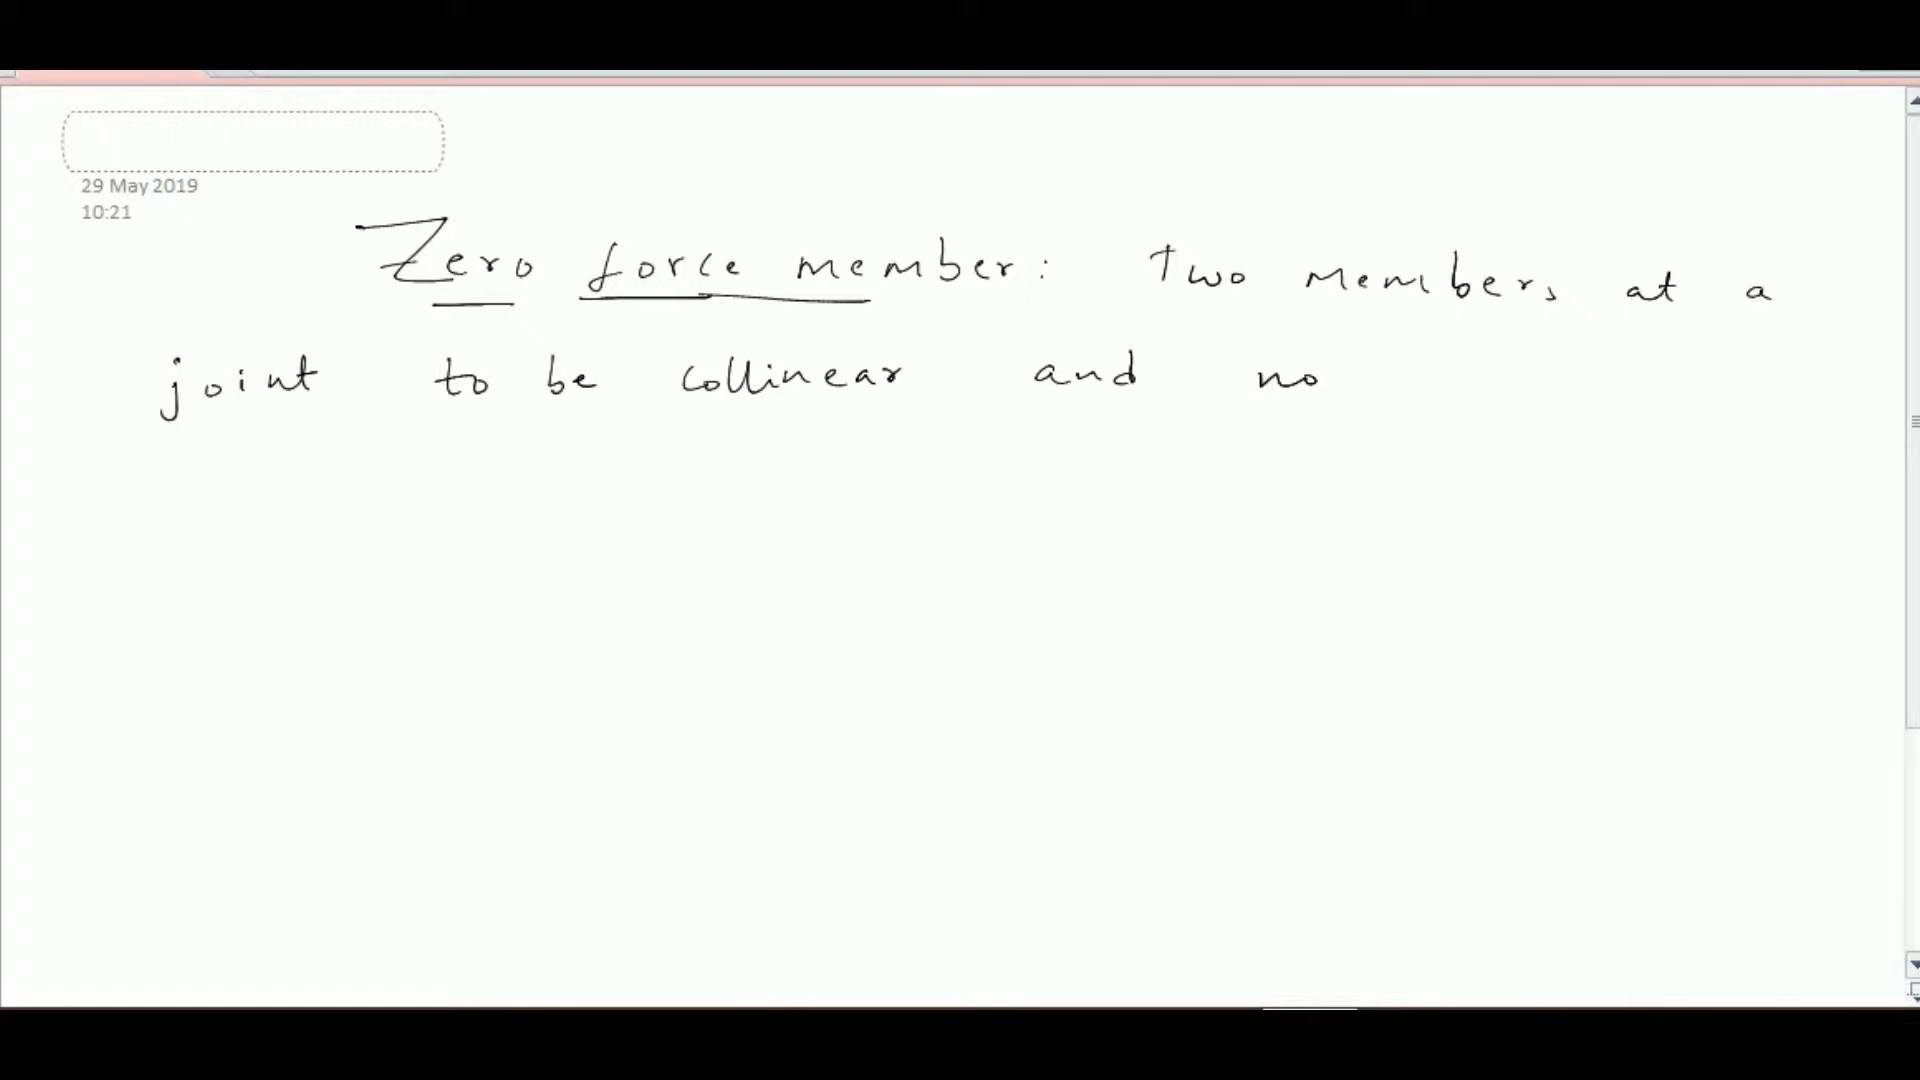 29 May 2019
10:21
Zero force member: Two members at a
joint to be collinear and no